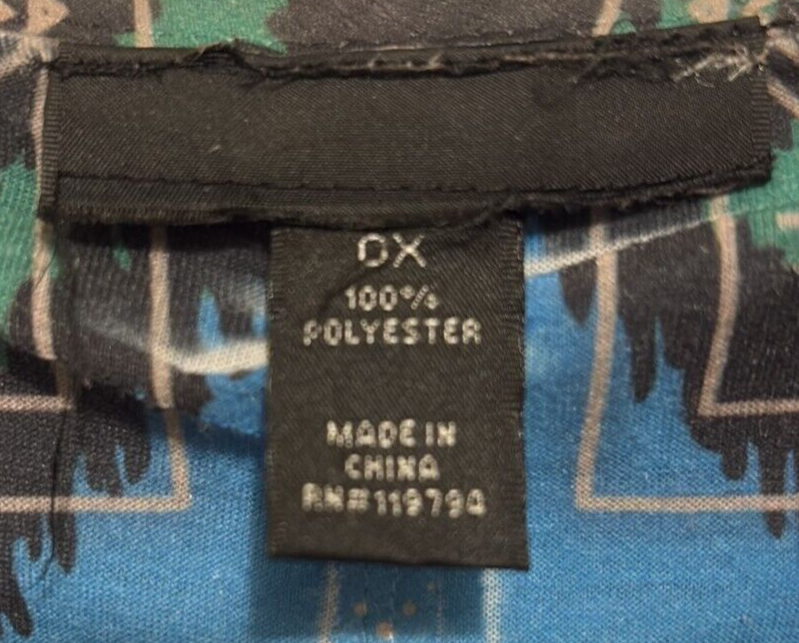 0X
100%
POLYESTER
MADE IN
CHINA
RN#119794